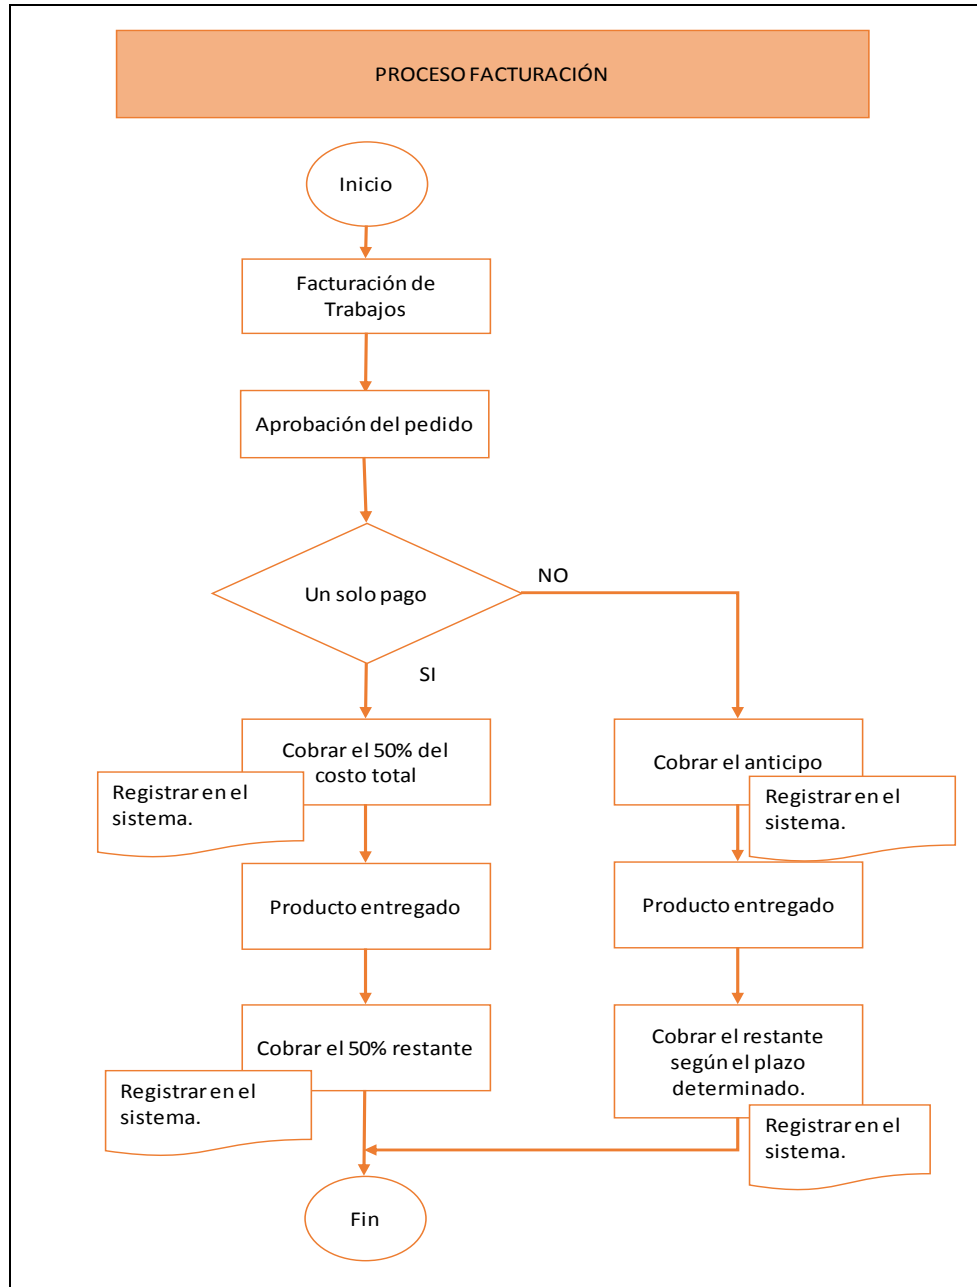 PROCESO FACTURACIÓN
Inicio
Facturación de
Trabajos
Aprobación del pedido
Un solo pago
NO
SI
Cobrar el 50% del
costo total
Registrar en el
sistema.
Cobrar el anticipo
Registrar en el
sistema.
Producto entregado
Producto entregado
Cobrar el 50% restante
Registrar en el
sistema.
Cobrar el restante
según el plazo
determinado.
Registrar en el
sistema.
Fin